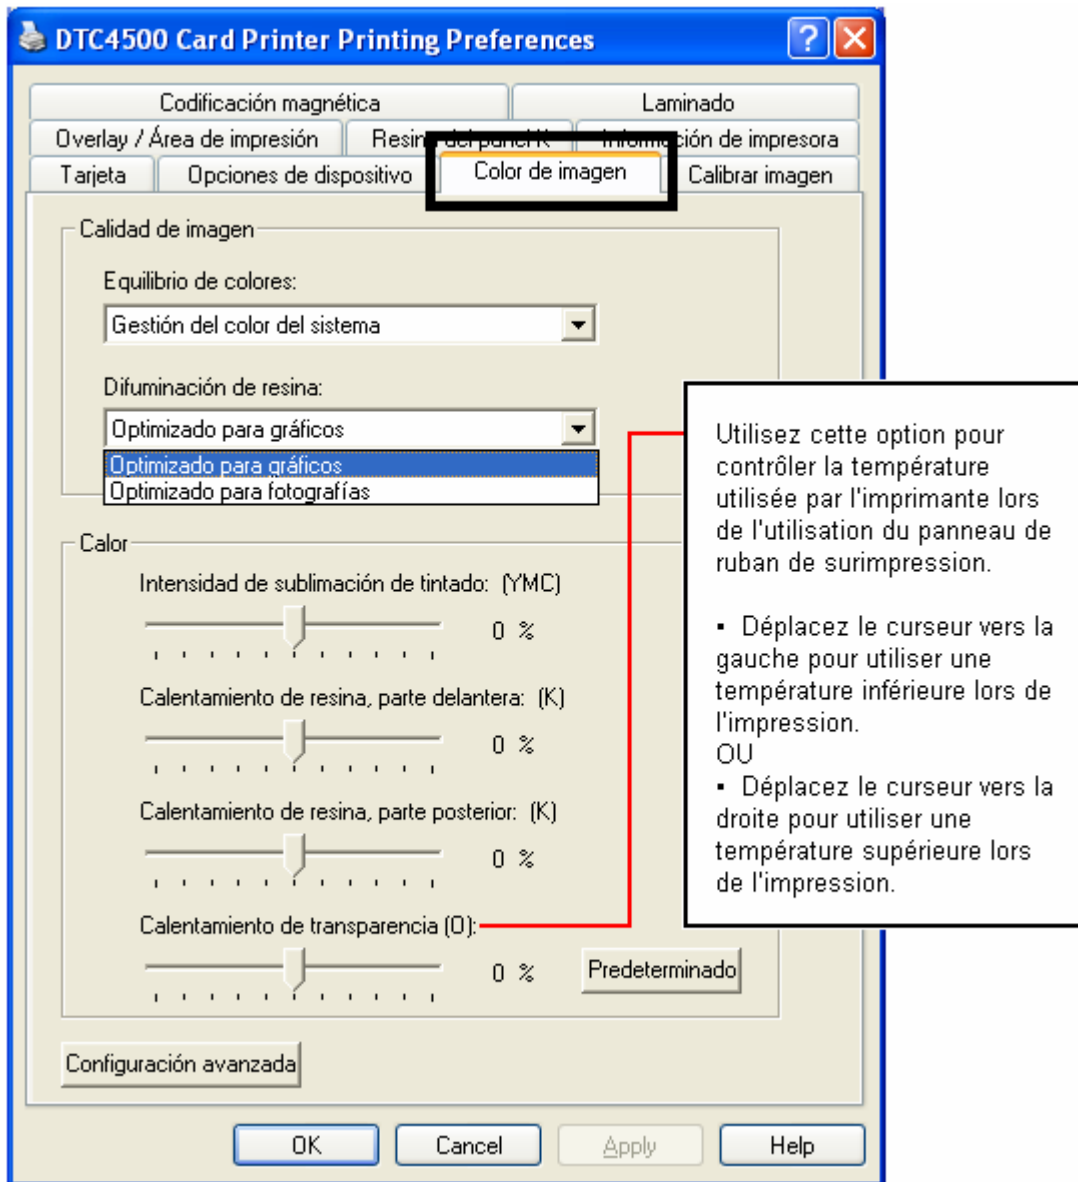 DTC4500 Card Printer Printing Preferences
Codificación magnética
Laminado
Overlay / Área de impresión
Resina del panel K
Información de impresora
Tarjeta
Opciones de dispositivo
Color de imagen
Calibrar imagen
Calidad de imagen
Equilibrio de colores:
Gestión del color del sistema
Difuminación de resina:
Optimizado para gráficos
Optimizado para gráficos
Optimizado para fotografías
Utilisez cette option pour
contrôler la température
utilisée par l'imprimante lors
de l'utilisation du panneau de
ruban de surimpression.
▪ Déplacez le curseur vers la
gauche pour utiliser une
température inférieure lors de
l'impression.
OU
▪ Déplacez le curseur vers la
droite pour utiliser une
température supérieure lors
de l'impression.
Calor
Intensidad de sublimación de tintado: (YMC)
0 %
Calentamiento de resina, parte delantera: (K)
0 %
Calentamiento de resina, parte posterior: (K)
0 %
Calentamiento de transparencia (O):
0 %
Predeterminado
Configuración avanzada
OK
Cancel
Apply
Help